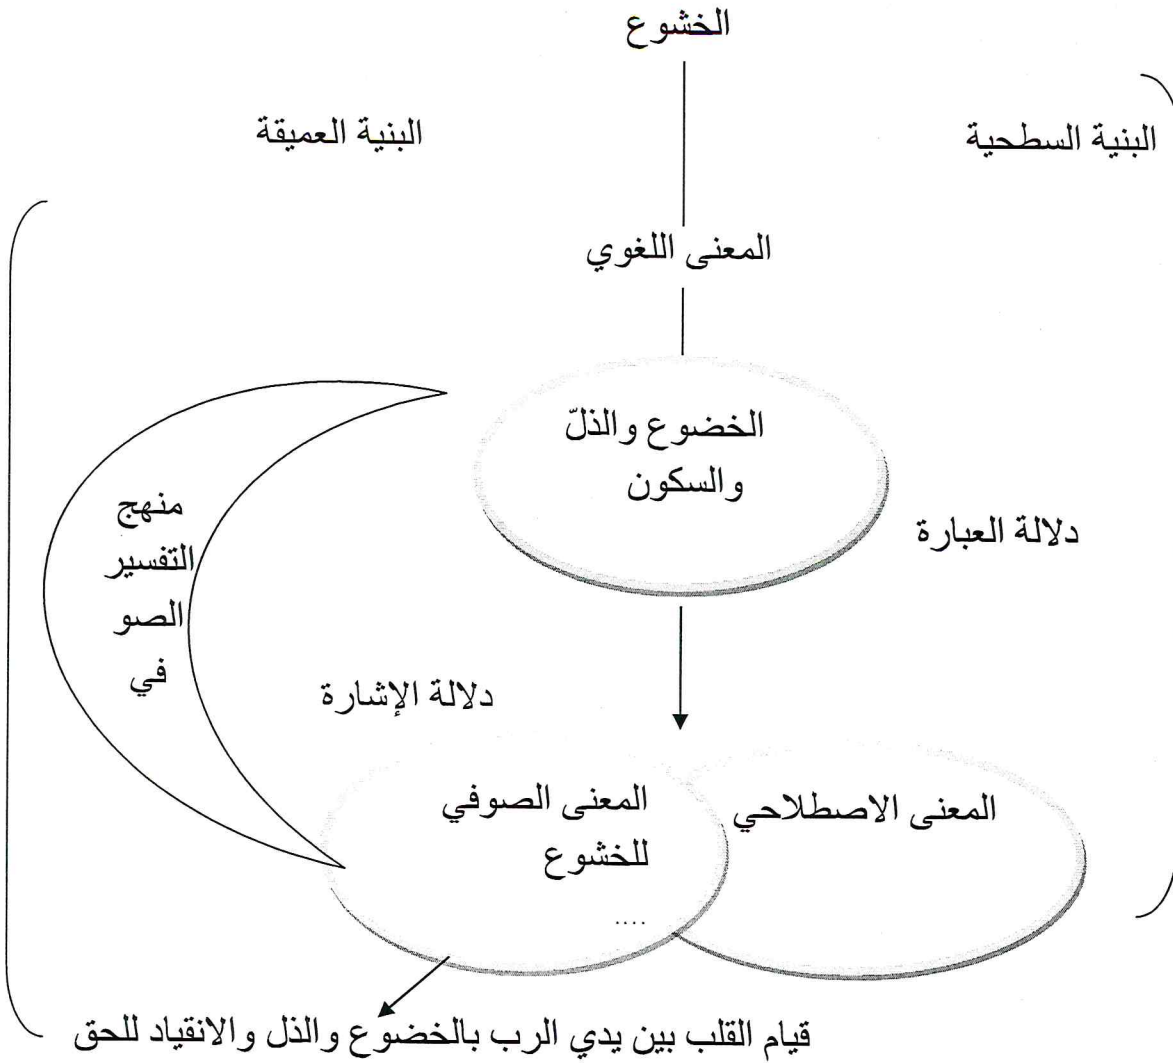 الخشوع
البنية السطحية
البنية العميقة
المعنى اللغوي
الخضوع والذلّ
والسكون
دلالة العبارة
منهج
التفسير
الصو
في
دلالة الإشارة
المعنى الاصطلاحي
المعنى الصوفي
للخشوع
....
قيام القلب بين يدي الرب بالخضوع والذل والانقياد للحق